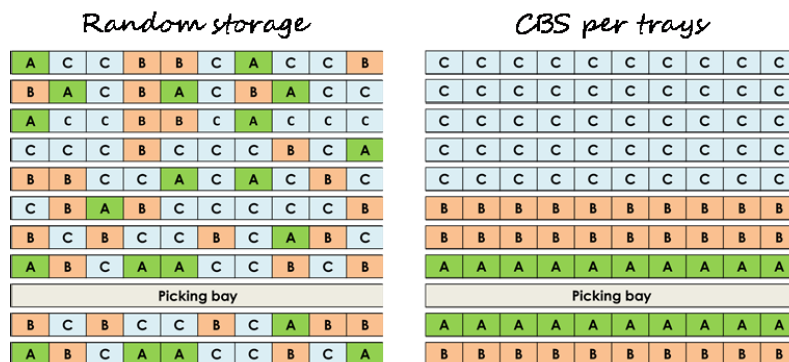 Random storage
A C C B B C A C C B
B A C B A C B A C C
A C C B B C A C C C
C C C B C C C B C A
B B C C A C A C B C
C B A B C C C C C B
B C B C C B C A B C
A B C A A C C B C B
Picking bay
B C B C C B C A B B
A B C A A C C B C A
CBS per trays
C C C C C C C C C C
C C C C C C C C C C
C C C C C C C C C C
C C C C C C C C C C
C C C C C C C C C C
B B B B B B B B B B
B B B B B B B B B B
A A A A A A A A A A
Picking bay
A A A A A A A A A A
B B B B B B B B B B